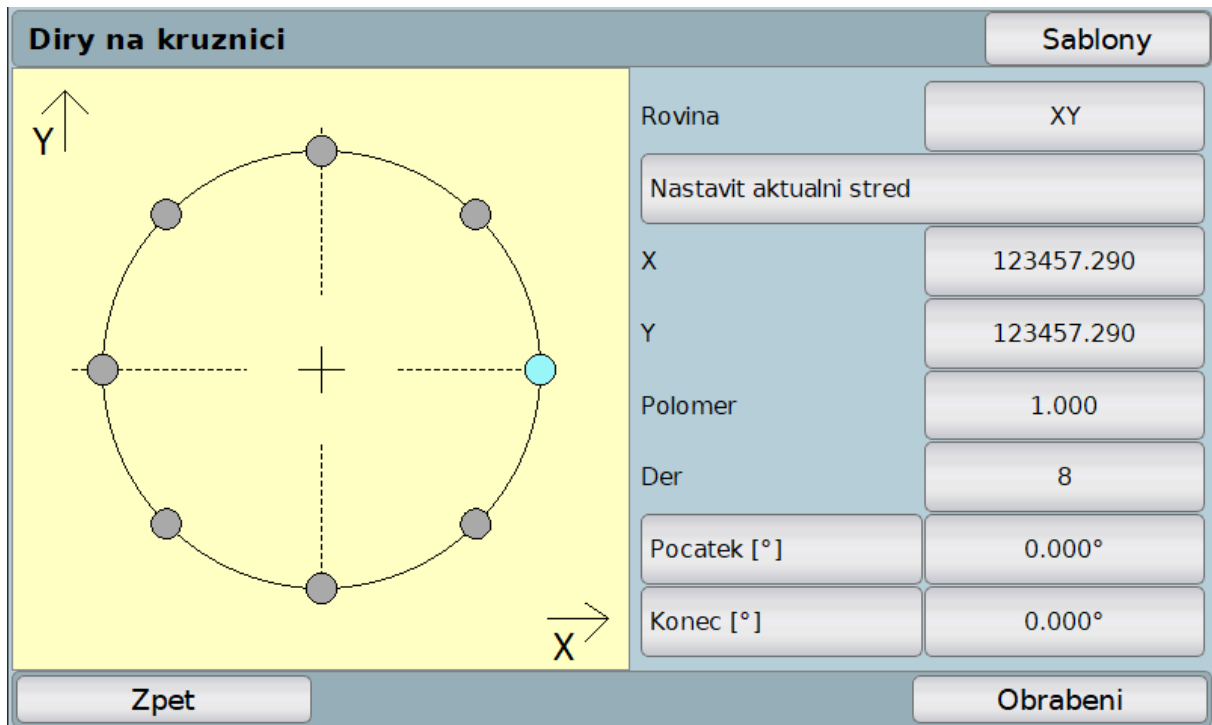 Diry na kruznici
Sablony
Y
X
Rovina
XY
Nastavit aktualni stred
X
123457.290
Y
123457.290
Polomer
1.000
Der
8
Pocatek [°]
0.000°
Konec [°]
0.000°
Zpet
Obrabeni